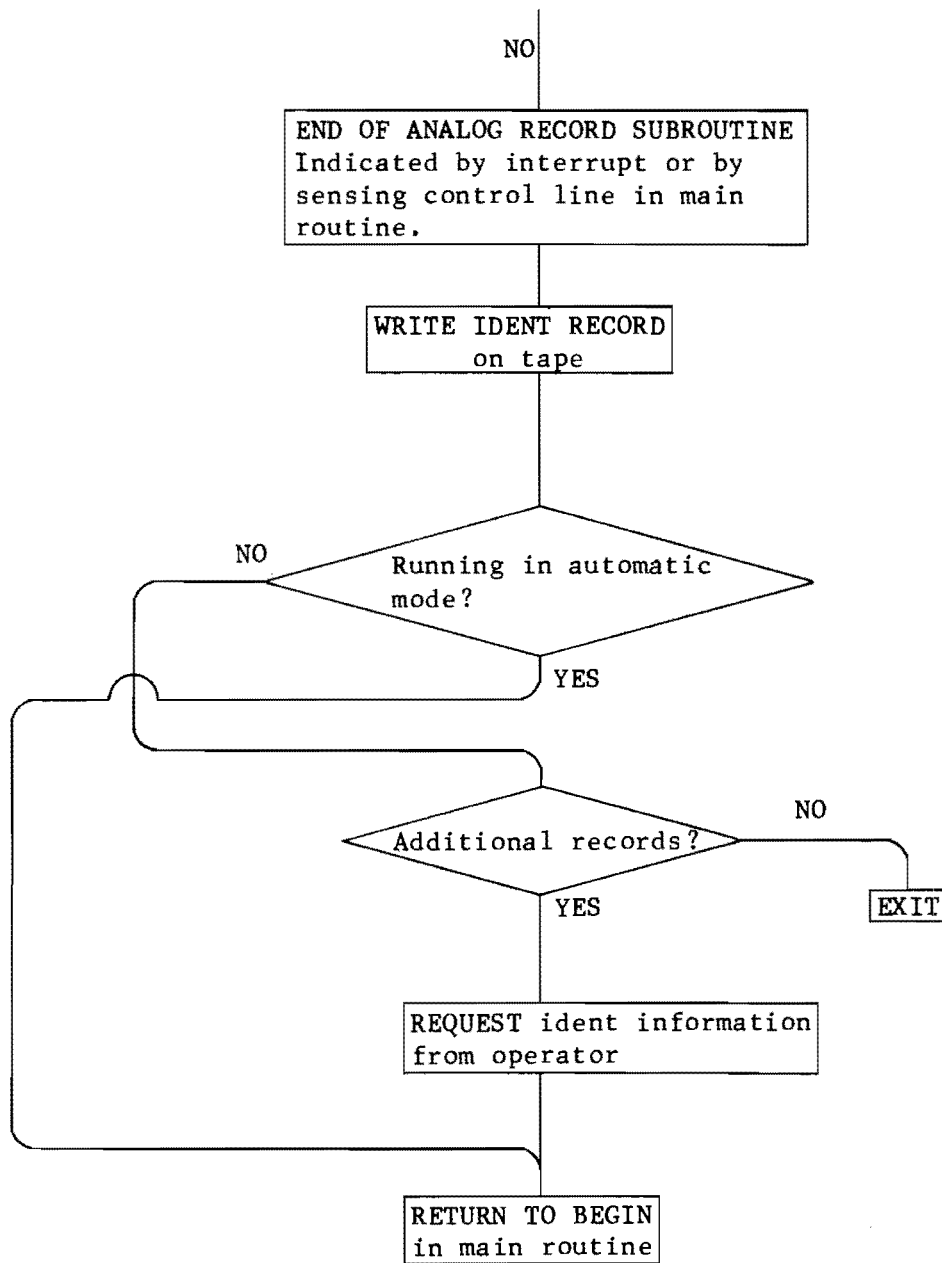 NO
END OF ANALOG RECORD SUBROUTINE
Indicated by interrupt or by
sensing control line in main
routine.
WRITE IDENT RECORD
on tape
NO
Running in automatic
mode?
YES
NO
Additional records?
YES
EXIT
REQUEST ident information
from operator
RETURN TO BEGIN
in main routine